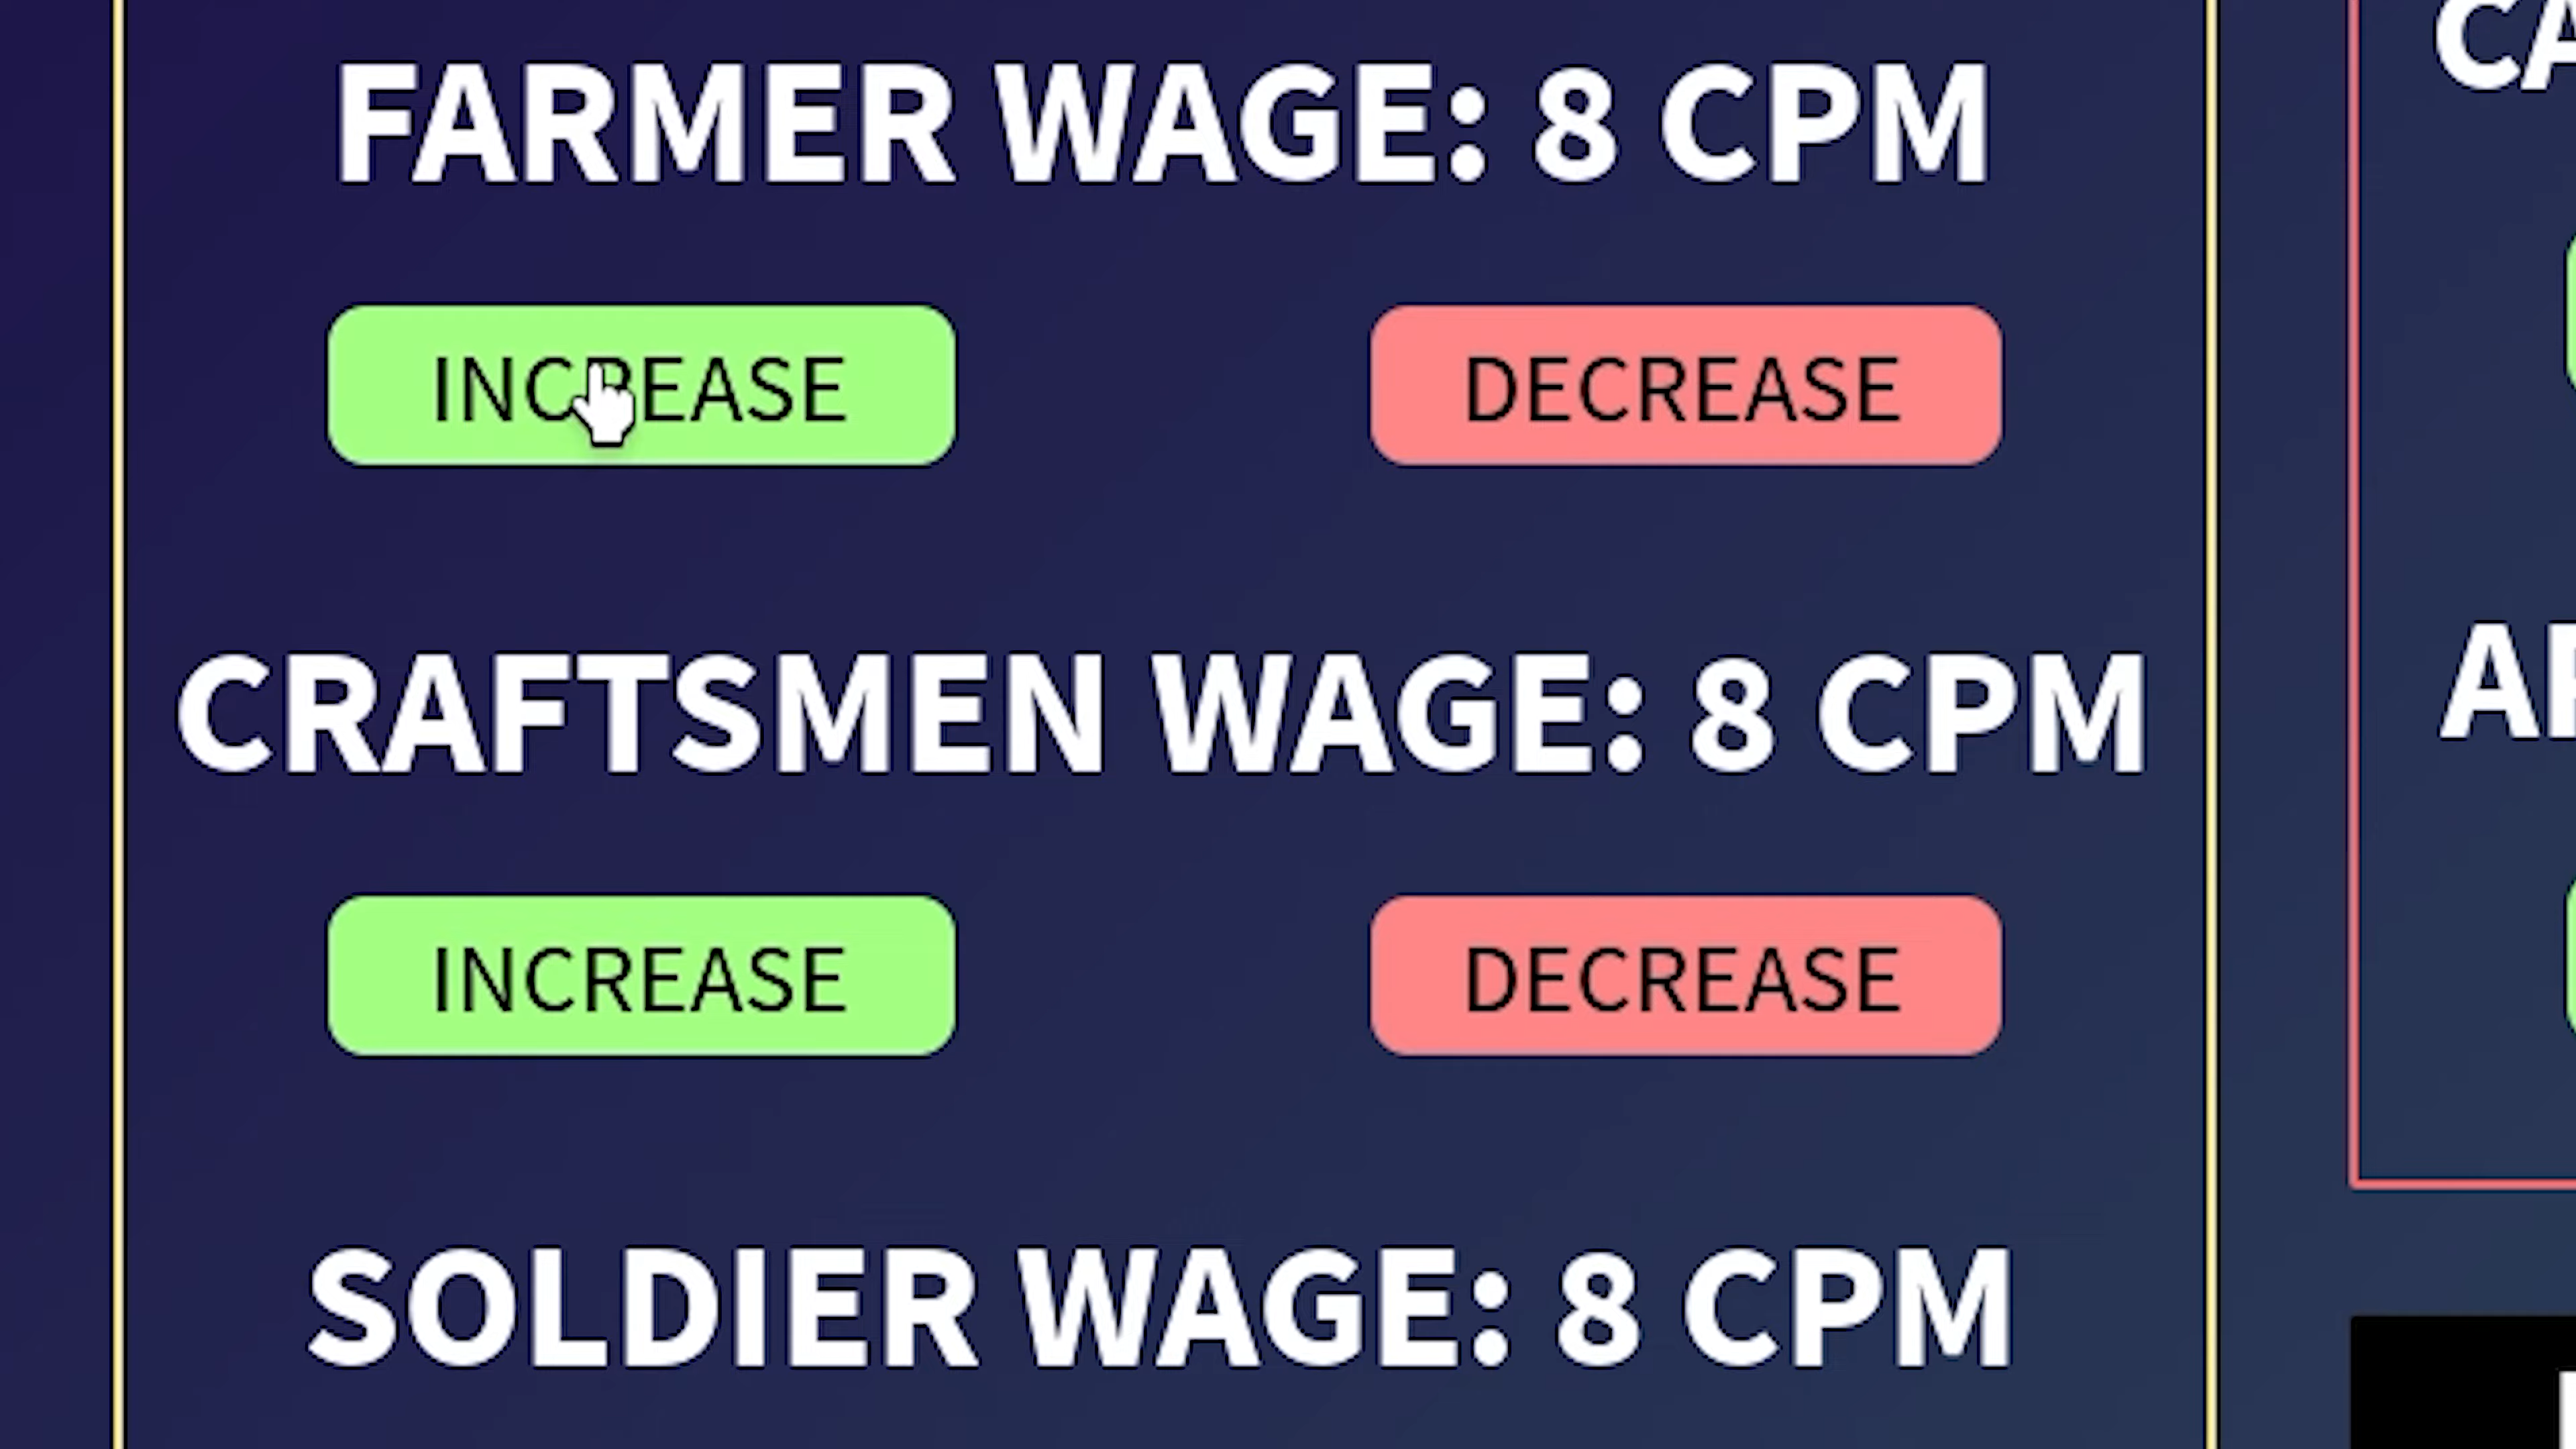 FARMER WAGE: 8 CPM
INCREASE
DECREASE
CRAFTSMEN WAGE: 8 CPM
INCREASE
DECREASE
SOLDIER WAGE: 8 CPM